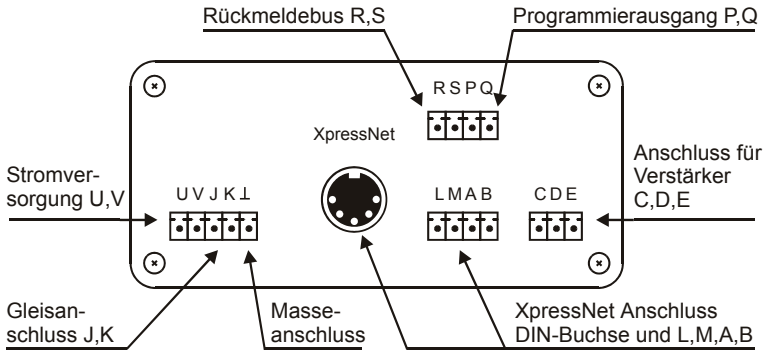 Rückmeldebus R,S
Programmierausgang P,Q
R S P Q
XpressNet
Stromver-
sorgung U,V
U V J K ⊥
L M A B
C D E
Anschluss für
Verstärker
C,D,E
Gleisan-
schluss J,K
Masse-
anschluss
XpressNet Anschluss
DIN-Buchse und L,M,A,B